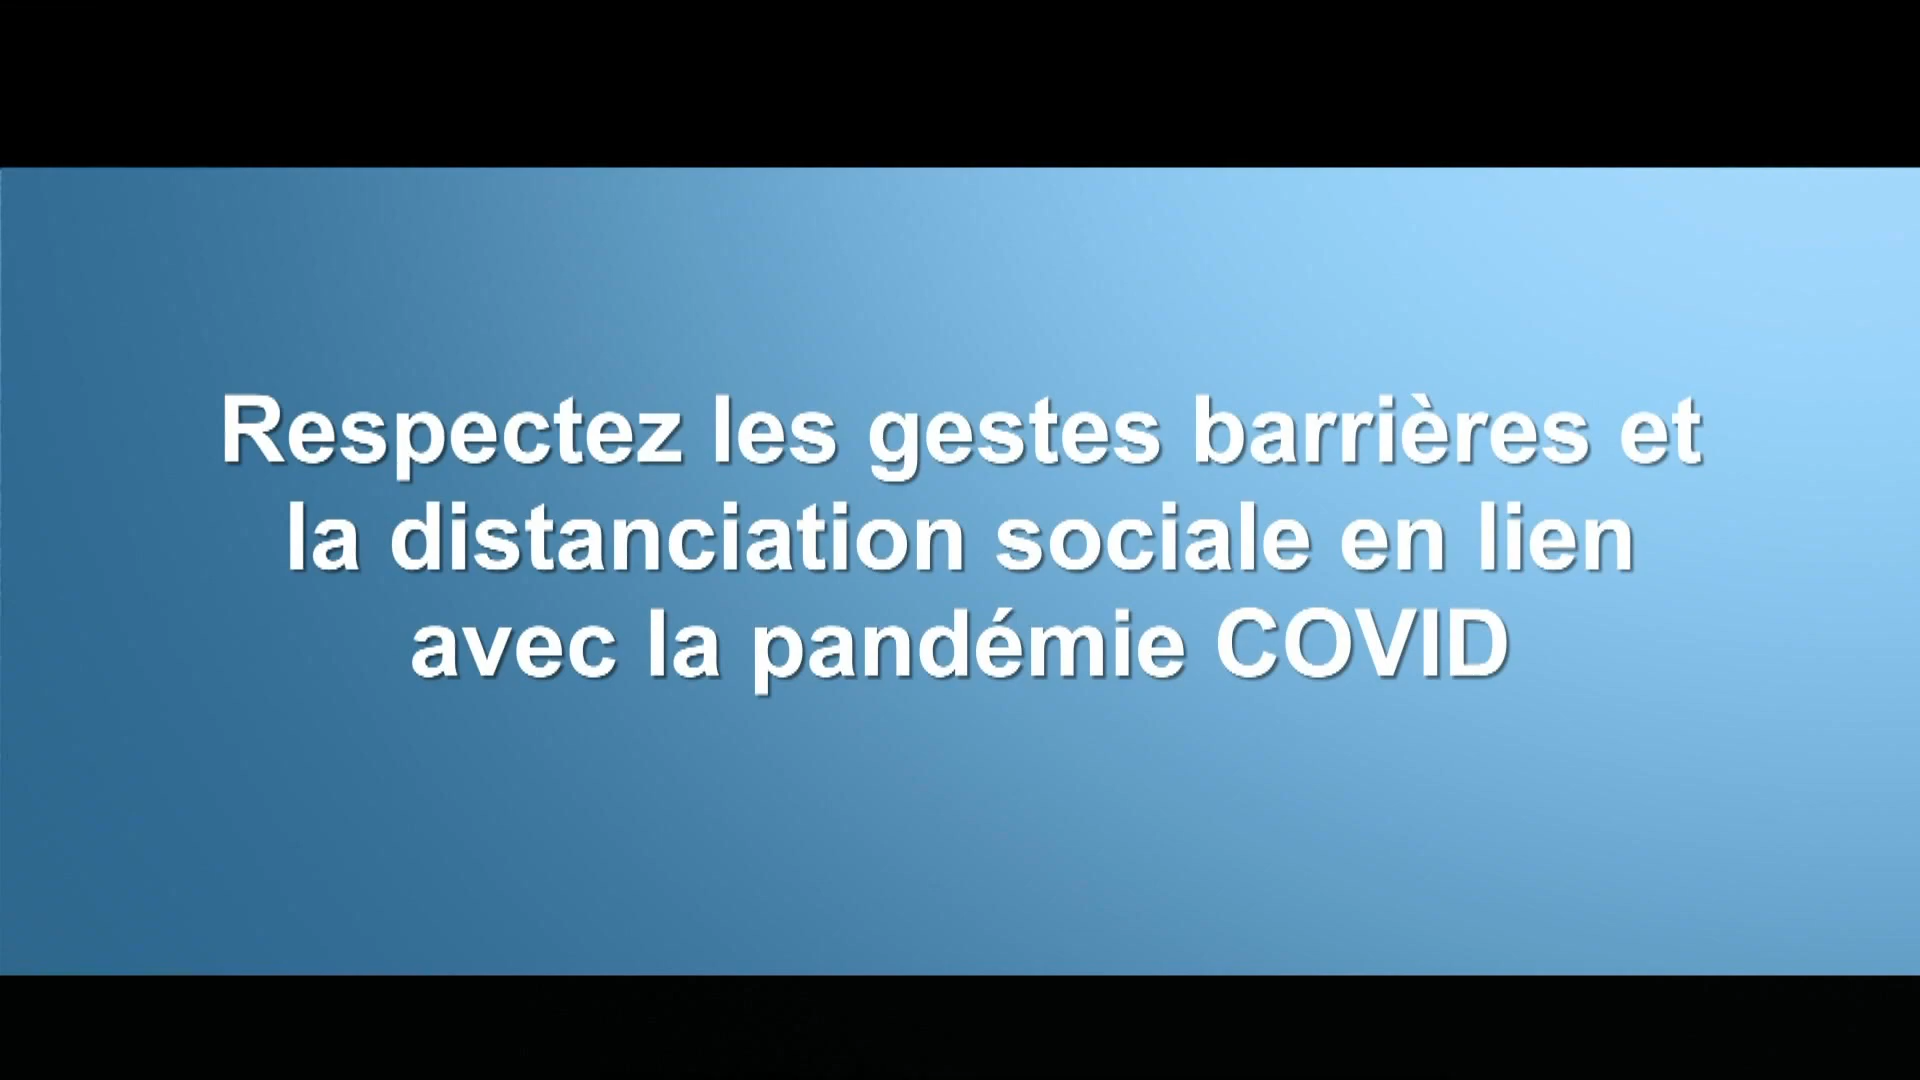 Respectez les gestes barrières et
la distanciation sociale en lien
avec la pandémie COVID